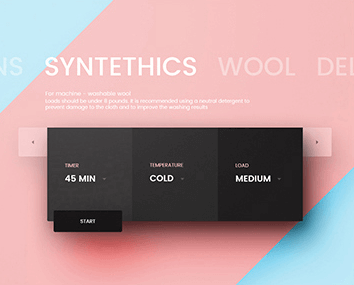 NS SYNTETHICS WOOL DEL
For machine - washable wool
Loads should be under 8 pounds. It is recommended using a neutral detergent to
prevent damage to the cloth and to improve the washing results
TIMER TEMPERATURE LOAD
45 MIN COLD MEDIUM
START